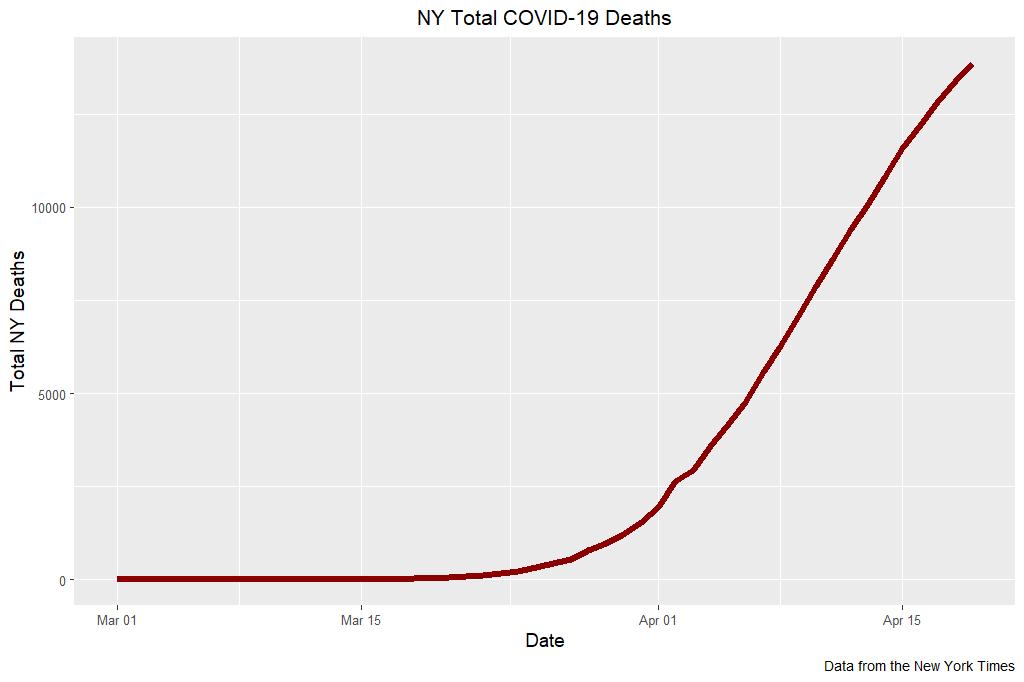 NY Total COVID-19 Deaths
Total NY Deaths
10000
5000
0
Mar 01 Mar 15 Apr 01 Apr 15
Date
Data from the New York Times